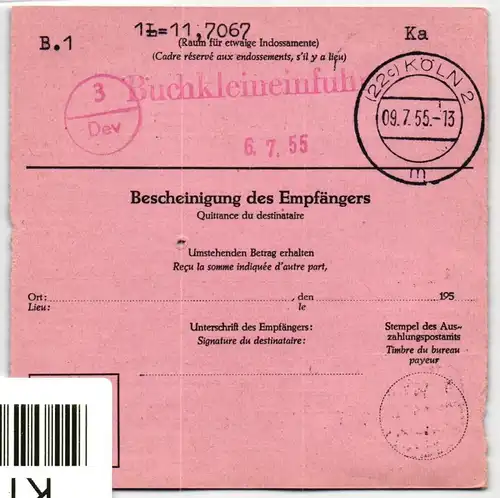 1₤=11,7067
B.1
Ka
(Raum für etwaige Indossamente)
(Cadre réservé aux endossements, s'il y a lieu)
3
Dev
Buchkleineinfuhr
6. 7. 55
(22c) KÖLN 2
09.7.55.-13
m
Bescheinigung des Empfängers
Quittance du destinataire
Umstehenden Betrag erhalten
Reçu la somme indiquée d'autre part,
Ort: , den 195
Lieu: le
Unterschrift des Empfängers:
Signature du destinataire:
Stempel des Aus-
zahlungspostamts
Timbre du bureau
payeur